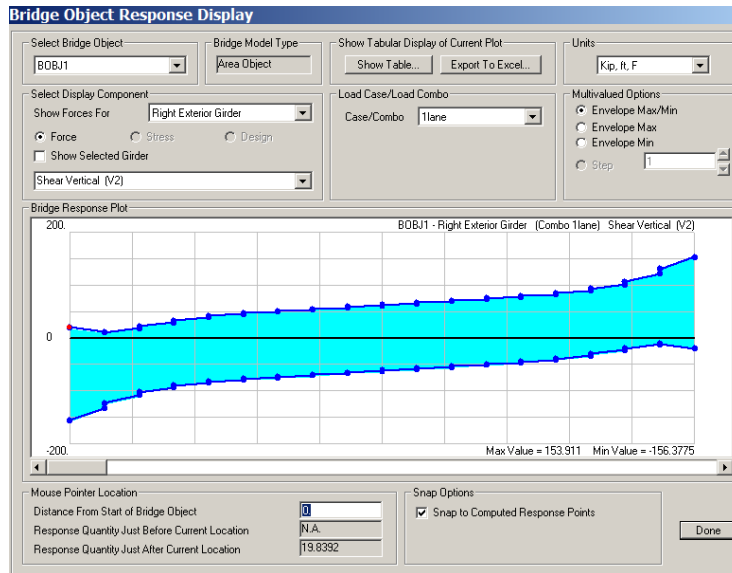 Bridge Object Response Display
Select Bridge Object
BOBJ1
Bridge Model Type
Area Object
Show Tabular Display of Current Plot
Show Table...
Export To Excel...
Units
Kip, ft, F
Select Display Component
Show Forces For
Right Exterior Girder
Force
Stress
Design
Show Selected Girder
Shear Vertical (V2)
Load Case/Load Combo
Case/Combo
1lane
Multivalued Options
Envelope Max/Min
Envelope Max
Envelope Min
Step
1
Bridge Response Plot
200.
BOBJ1 - Right Exterior Girder (Combo 1lane) Shear Vertical (V2)
0
-200.
Max Value = 153.911 Min Value = -156.3775
Mouse Pointer Location
Distance From Start of Bridge Object
0.
Response Quantity Just Before Current Location
N.A.
Response Quantity Just After Current Location
19.8392
Snap Options
Snap to Computed Response Points
Done